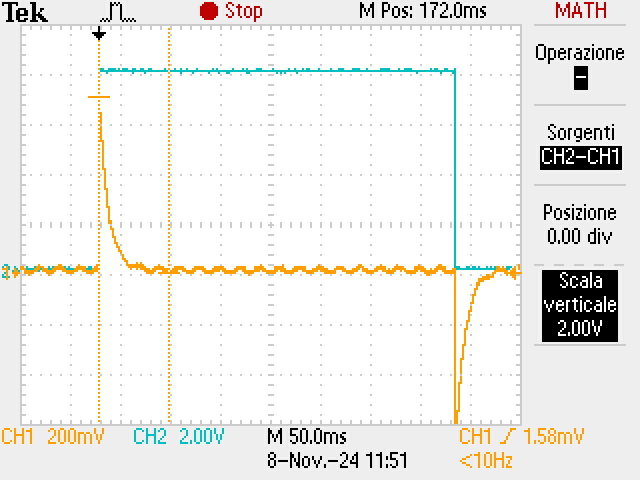 Tek Stop M Pos: 172.0ms MATH
Operazione
−
Sorgenti
CH2−CH1
Posizione
0.00 div
Scala
verticale
2.00V
2
CH1 200mV CH2 2.00V M 50.0ms CH1 1.58mV
8−Nov.−24 11:51 <10Hz